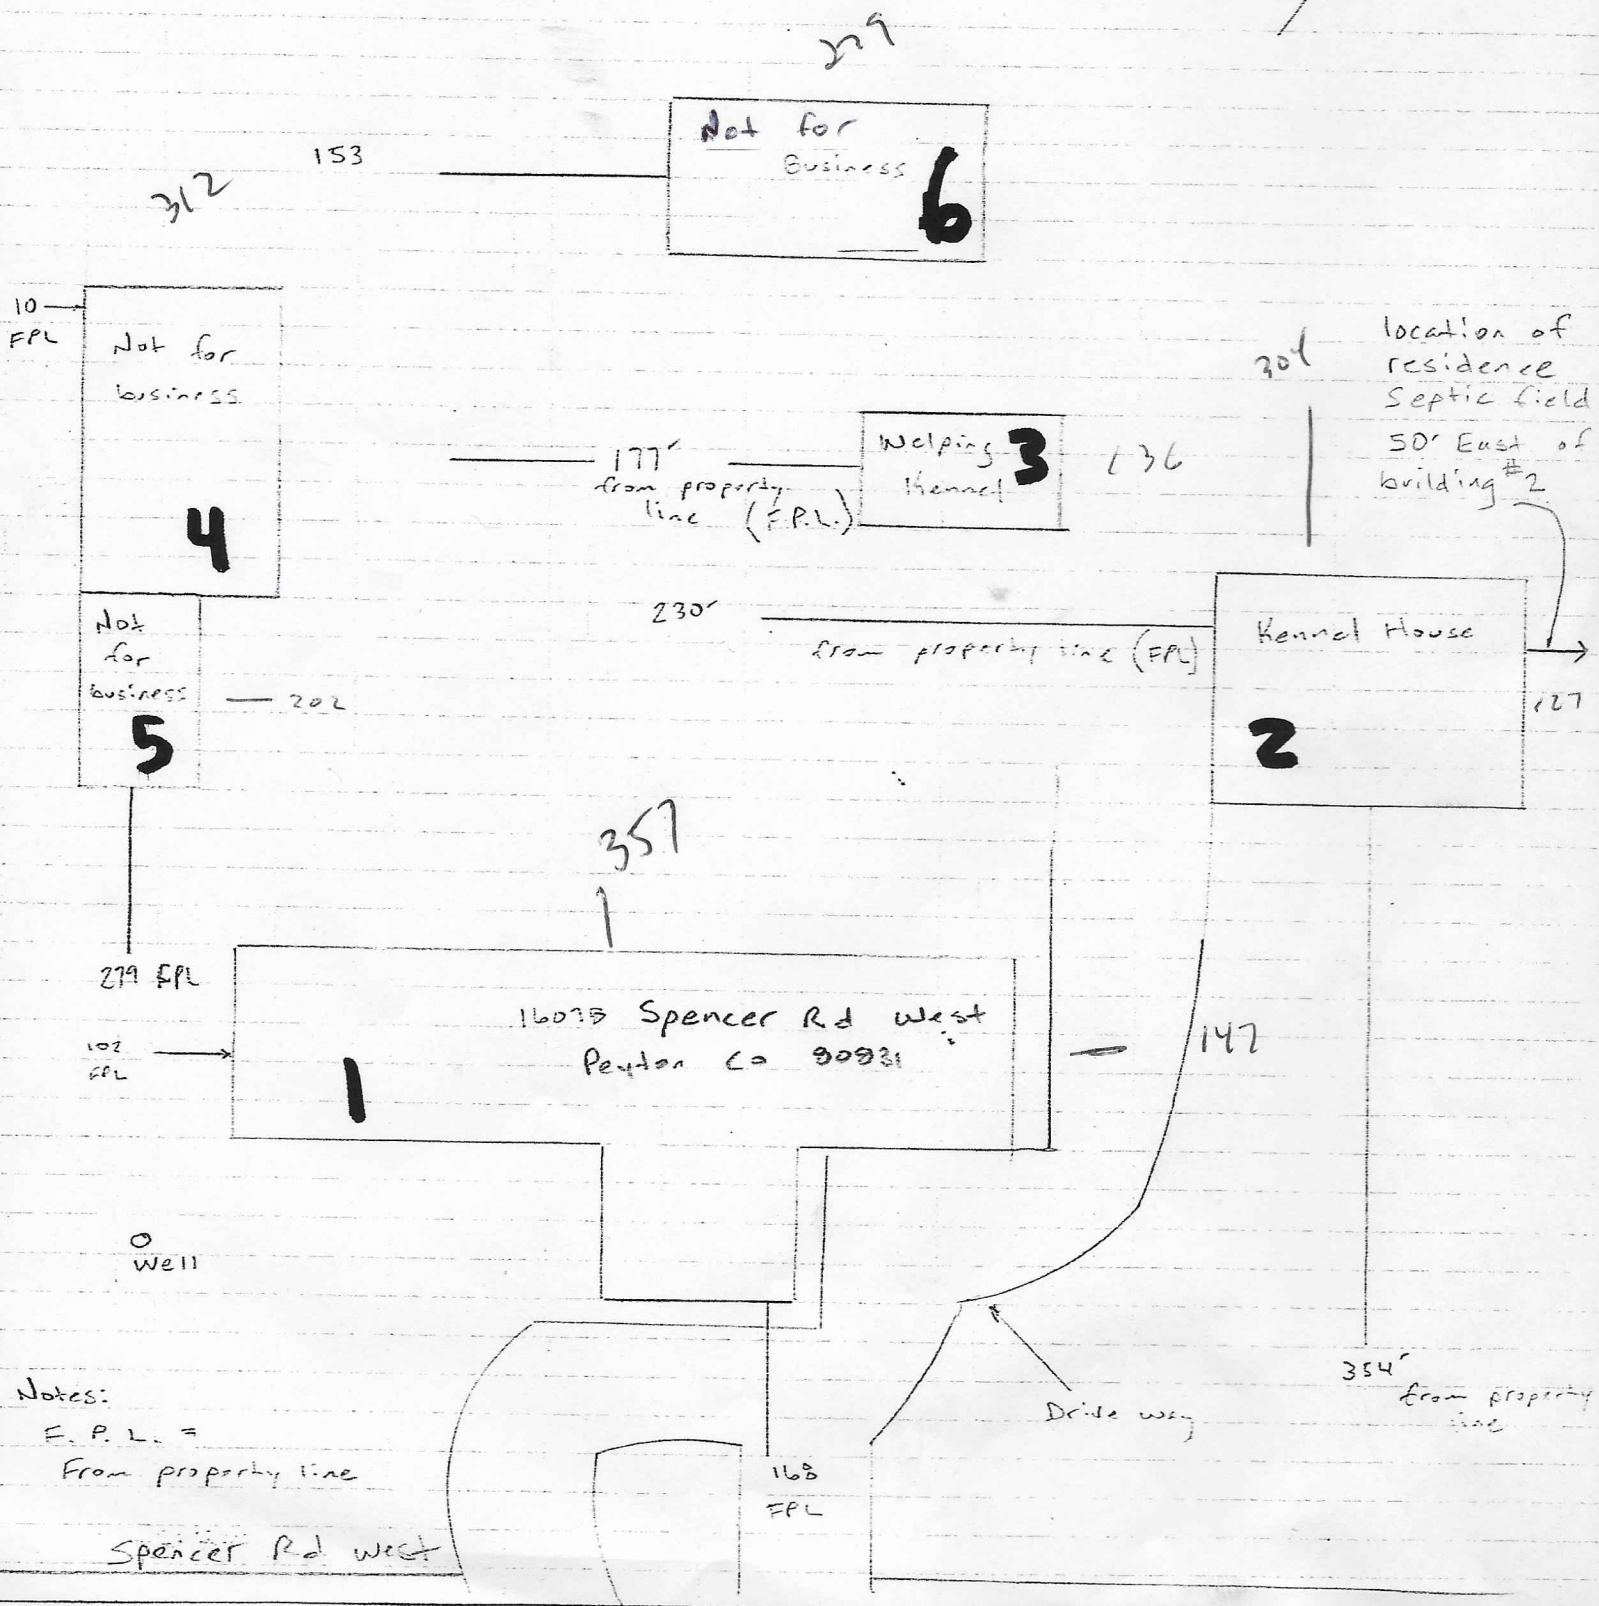 Not for
Business
6
153
312
10
FPL
Not for
business
4
177'
from property
line (F.P.L.)
Welping
Kennel
3
136
304
location of
residence
Septic field
50' East of
building #2
230'
from property line (FPL)
Kennel House
2
127
Not
for
business
5
202
357
279 FPL
102
FPL
1
Spencer Rd West
Peyton Co 80831
147
Well
Drive way
354'
from property
line
Notes:
F.P.L. =
From property line
168
FPL
Spencer Rd West